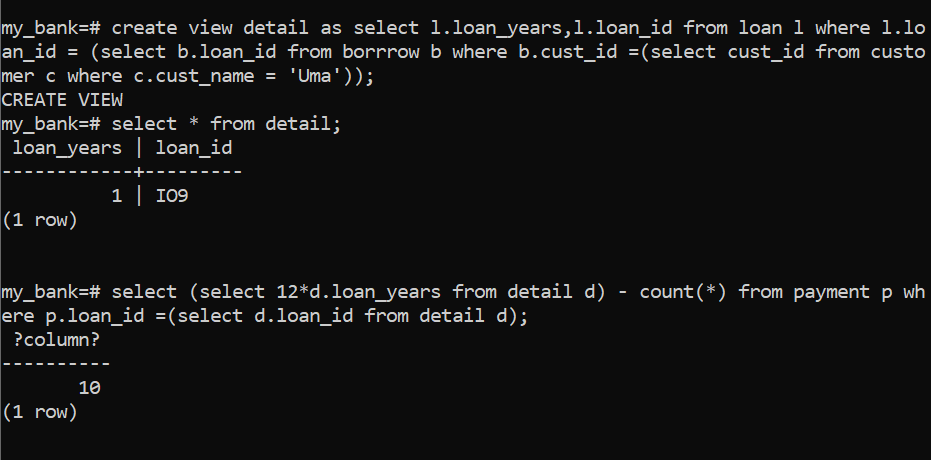 my_bank=# create view detail as select l.loan_years,l.loan_id from loan l where l.lo
an_id = (select b.loan_id from borrrow b where b.cust_id =(select cust_id from custo
mer c where c.cust_name = 'Uma'));
CREATE VIEW
my_bank=# select * from detail;
 loan_years | loan_id
------------+---------
          1 | IO9
(1 row)
my_bank=# select (select 12*d.loan_years from detail d) - count(*) from payment p wh
ere p.loan_id =(select d.loan_id from detail d);
 ?column?
----------
       10
(1 row)